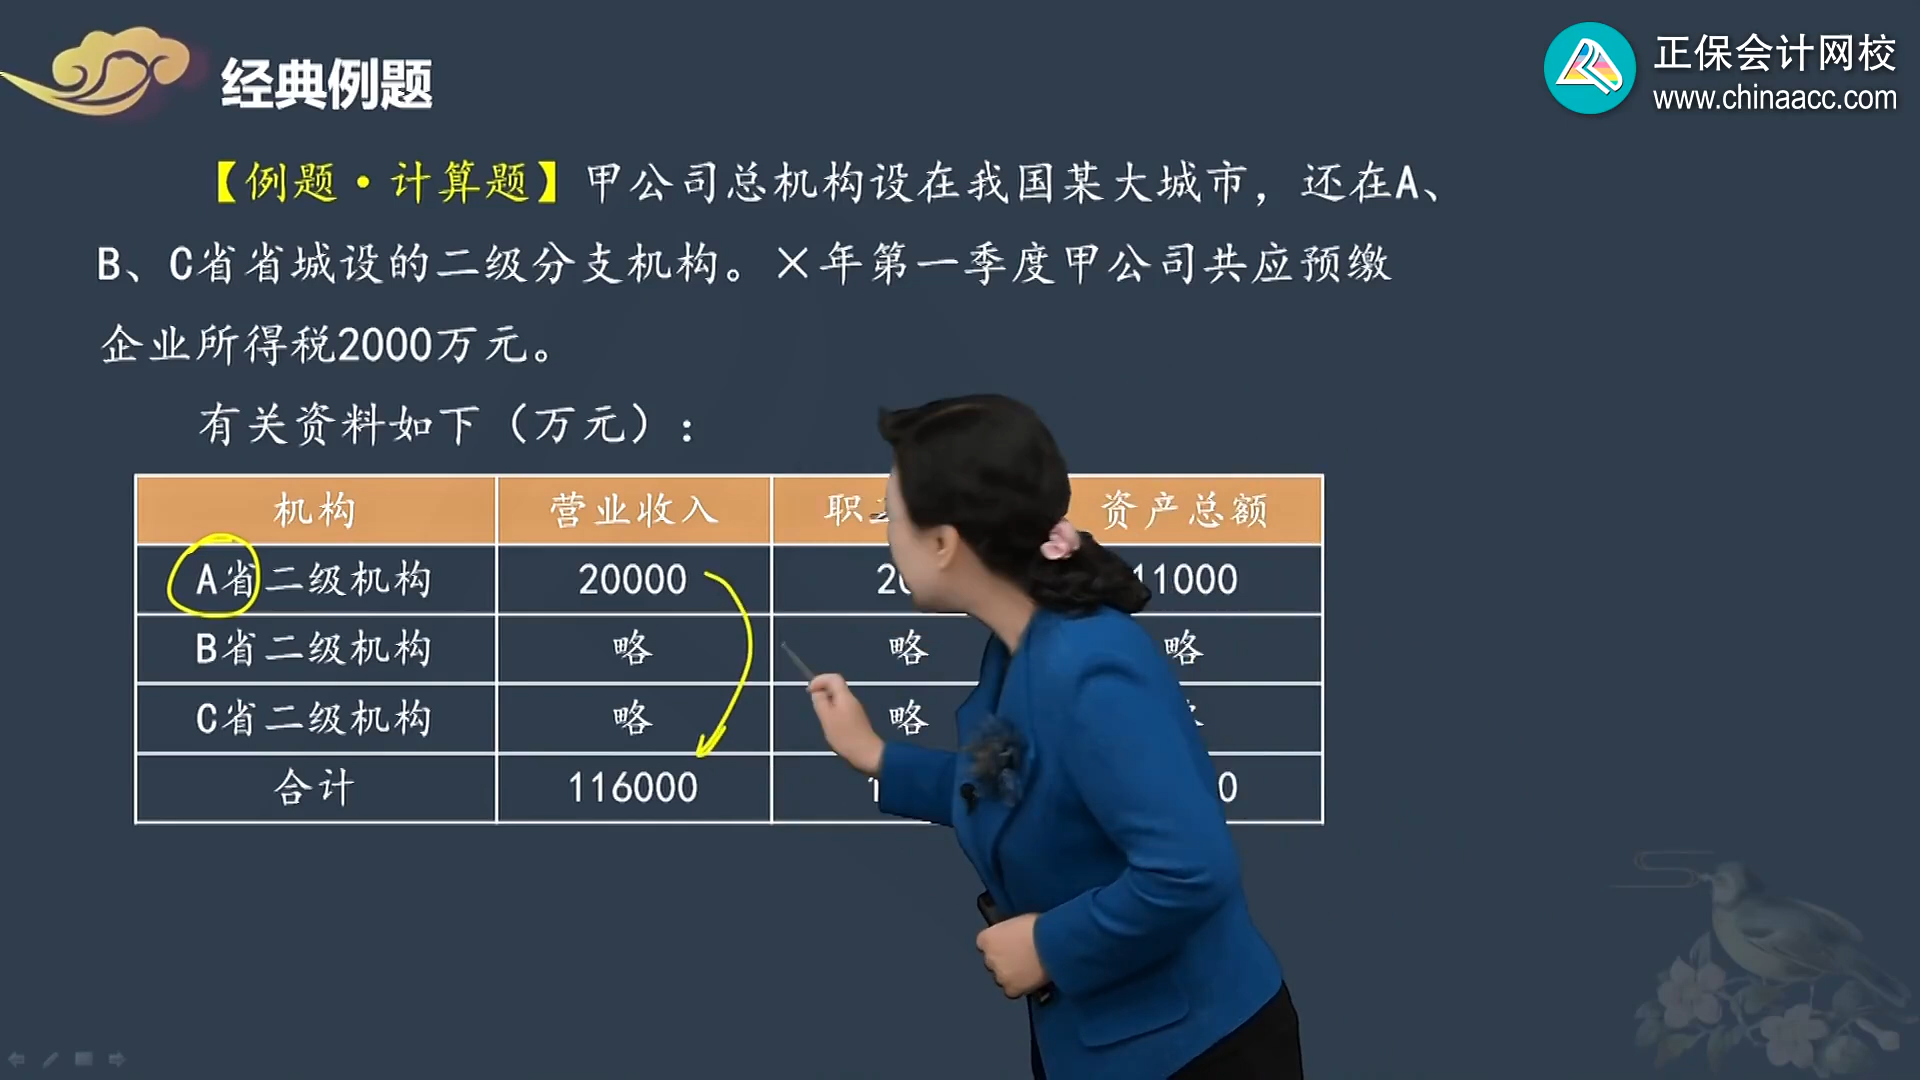 经典例题
正保会计网校
www.chinaacc.com
【例题·计算题】甲公司总机构设在我国某大城市，还在A、
B、C省省城设的二级分支机构。×年第一季度甲公司共应预缴
企业所得税2000万元。
有关资料如下（万元）：
机构 营业收入 职 资产总额
A省二级机构 20000 20 11000
B省二级机构 略 略 略
C省二级机构 略 略
合计 116000